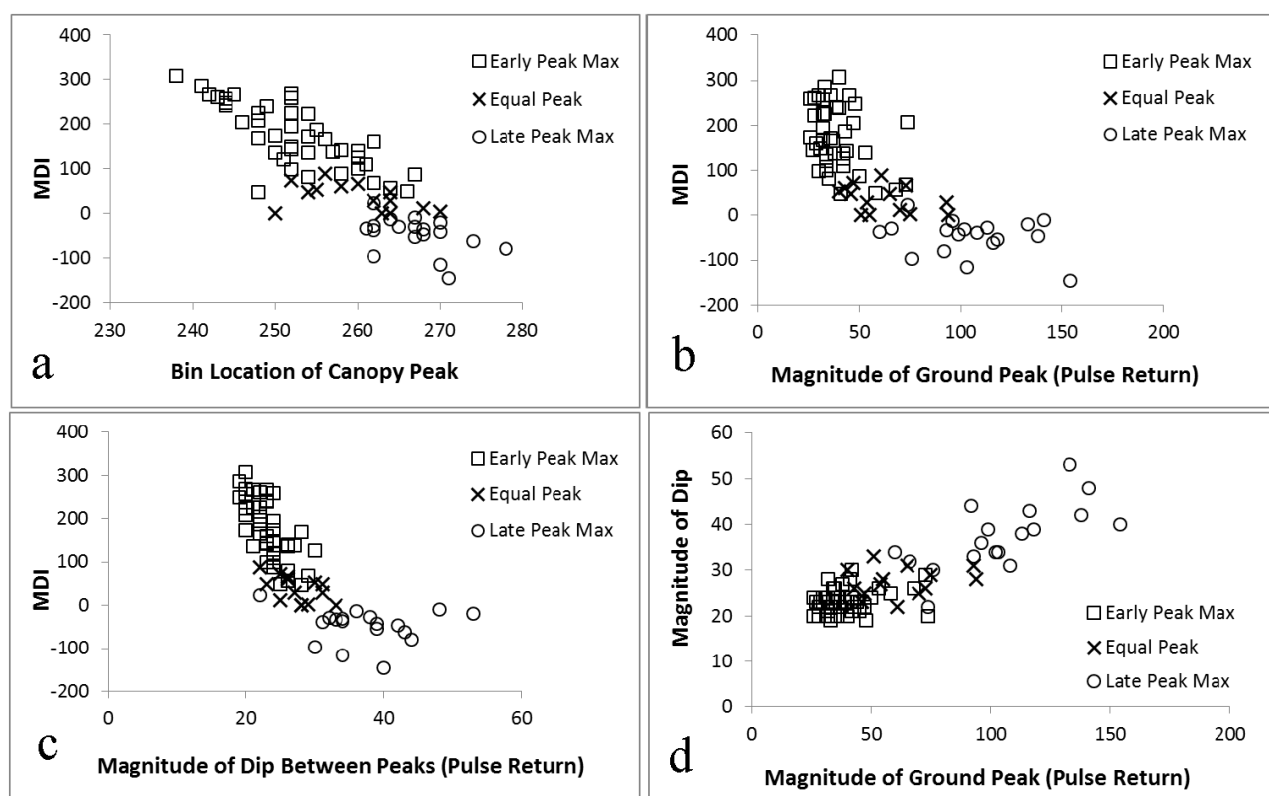 400
300
200
100
0
-100
-200
MDI
230 240 250 260 270 280
Bin Location of Canopy Peak
Early Peak Max
Equal Peak
Late Peak Max
a
400
300
200
100
0
-100
-200
MDI
0 50 100 150 200
Magnitude of Ground Peak (Pulse Return)
Early Peak Max
Equal Peak
Late Peak Max
b
400
300
200
100
0
-100
-200
MDI
0 20 40 60
Magnitude of Dip Between Peaks (Pulse Return)
Early Peak Max
Equal Peak
Late Peak Max
c
60
50
40
30
20
10
0
Magnitude of Dip
0 50 100 150 200
Magnitude of Ground Peak (Pulse Return)
Early Peak Max
Equal Peak
Late Peak Max
d